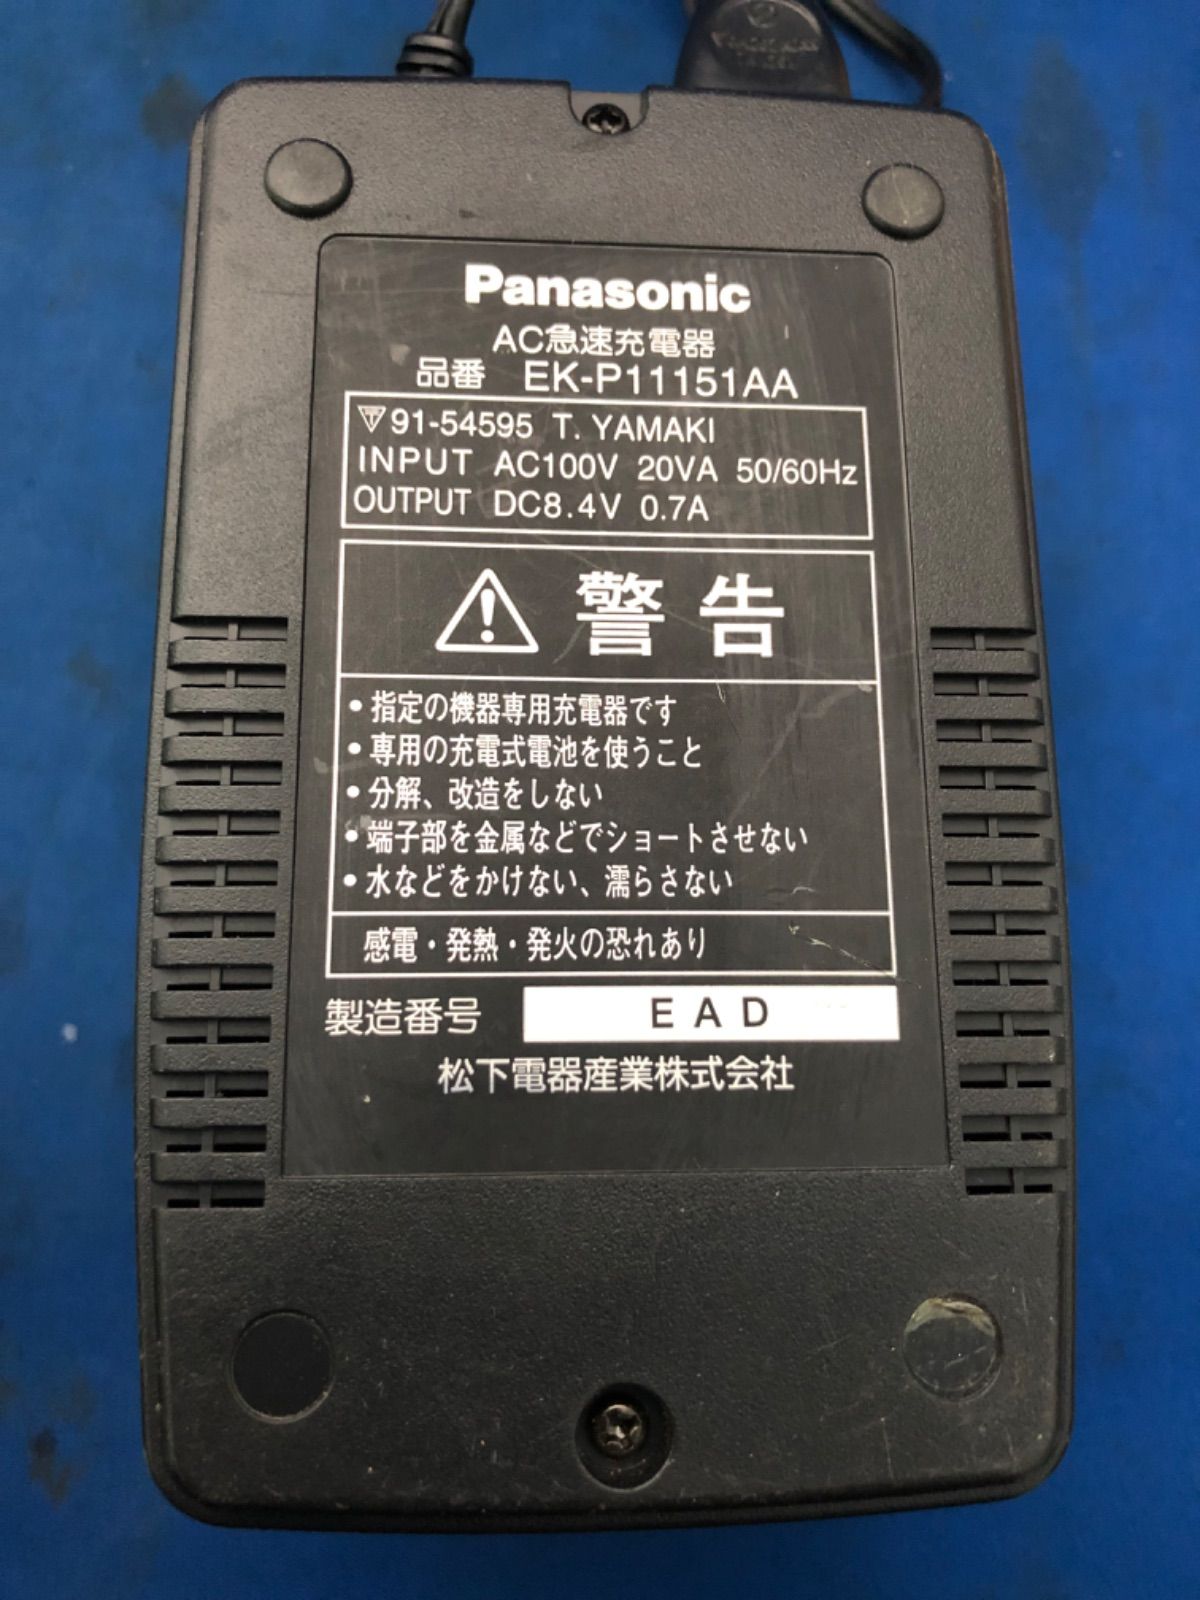 Panasonic
AC急速充電器
品番 EK-P11151AA
91-54595 T. YAMAKI
INPUT AC100V 20VA 50/60Hz
OUTPUT DC8.4V 0.7A
警告
・指定の機器専用充電器です
・専用の充電式電池を使うこと
・分解、改造をしない
・端子部を金属などでショートさせない
・水などをかけない、濡らさない
感電・発熱・発火の恐れあり
製造番号 EAD
松下電器産業株式会社